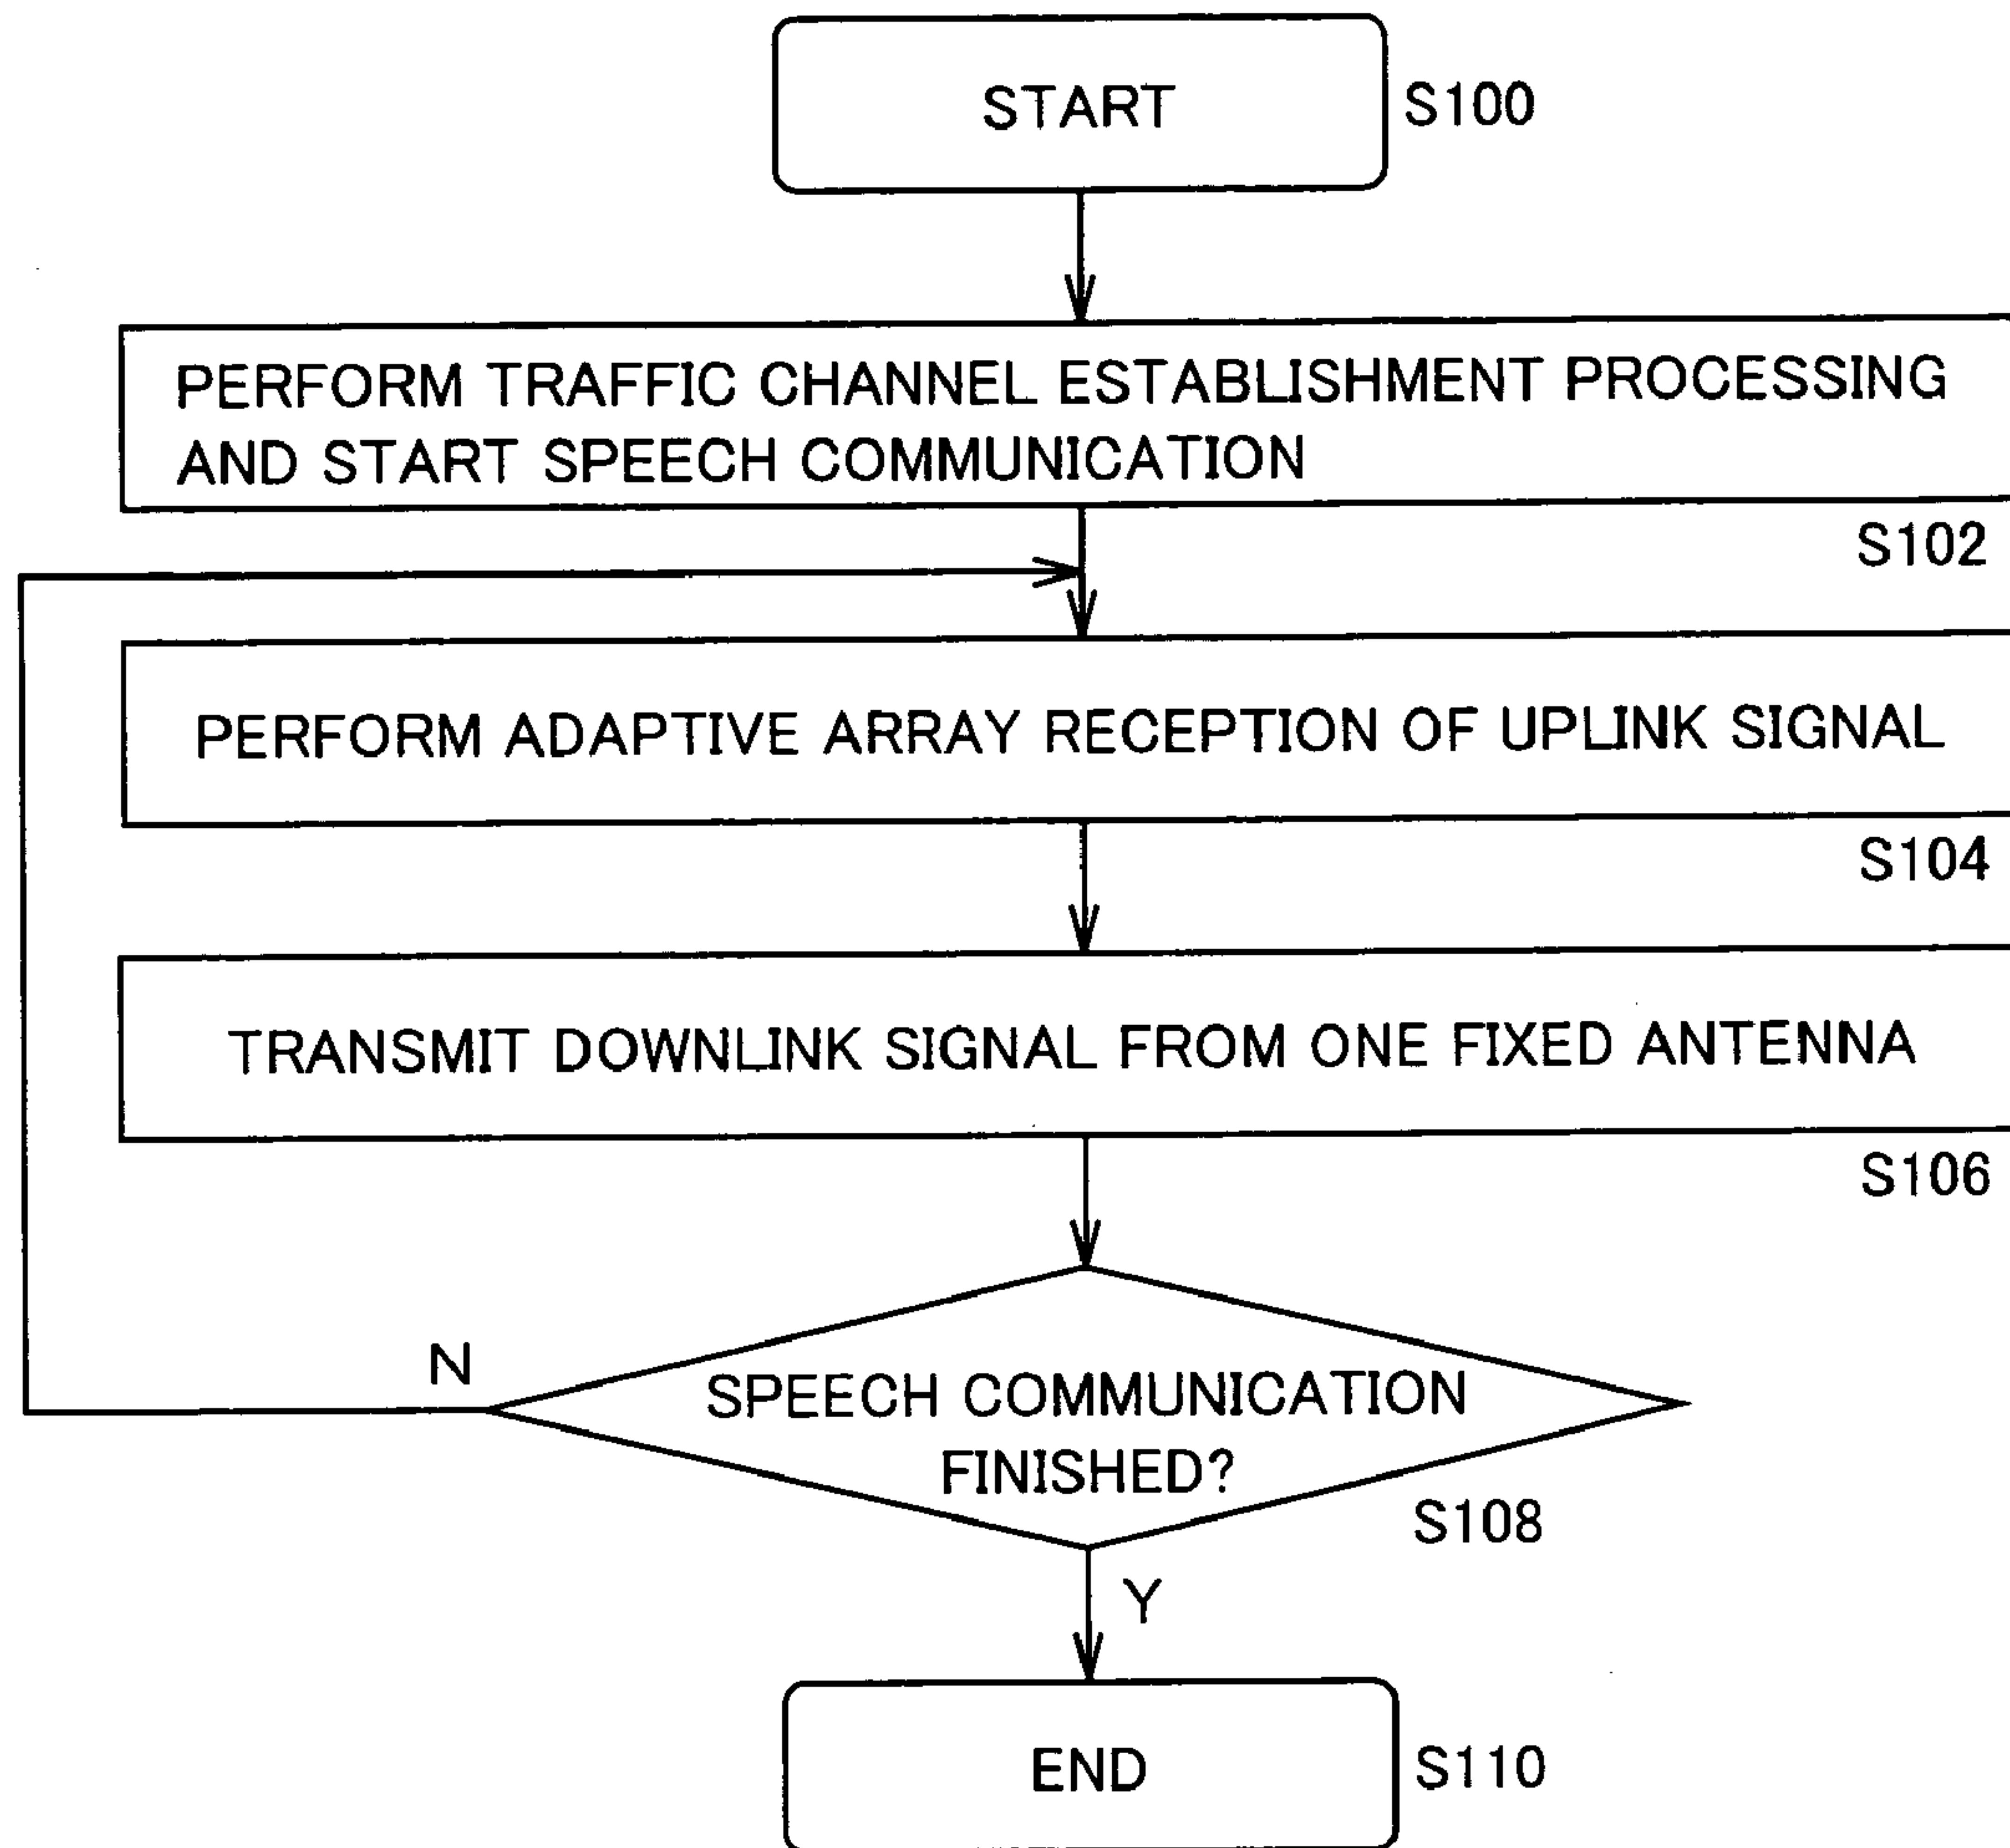 START
S100
PERFORM TRAFFIC CHANNEL ESTABLISHMENT PROCESSING
AND START SPEECH COMMUNICATION
S102
PERFORM ADAPTIVE ARRAY RECEPTION OF UPLINK SIGNAL
S104
TRANSMIT DOWNLINK SIGNAL FROM ONE FIXED ANTENNA
S106
N
SPEECH COMMUNICATION
FINISHED?
S108
Y
END
S110